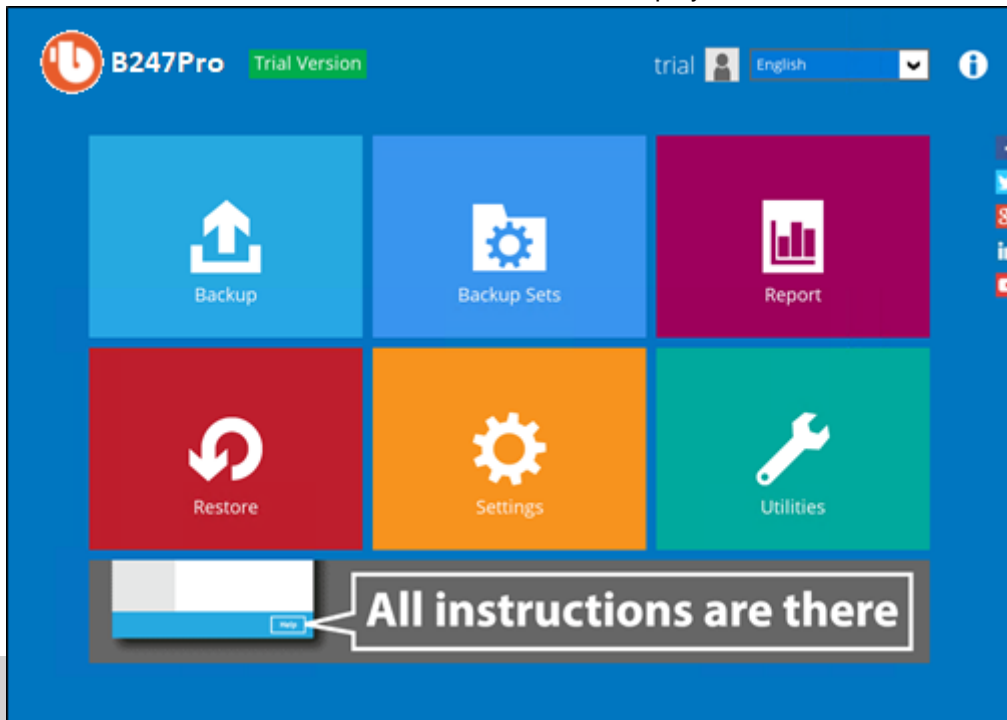 B247Pro Trial Version trial English
Backup Backup Sets Report
Restore Settings Utilities
Help
All instructions are there